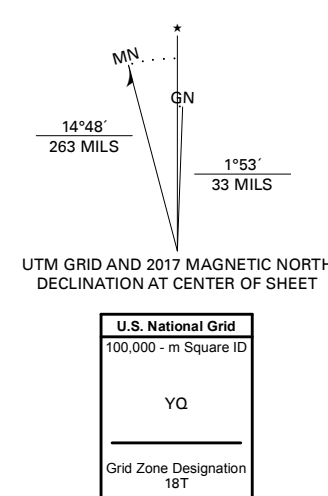 ★
MN
GN
14°48´
263 MILS
1°53´
33 MILS
UTM GRID AND 2017 MAGNETIC NORTH
DECLINATION AT CENTER OF SHEET
U.S. National Grid
100,000 - m Square ID
YQ
Grid Zone Designation
18T